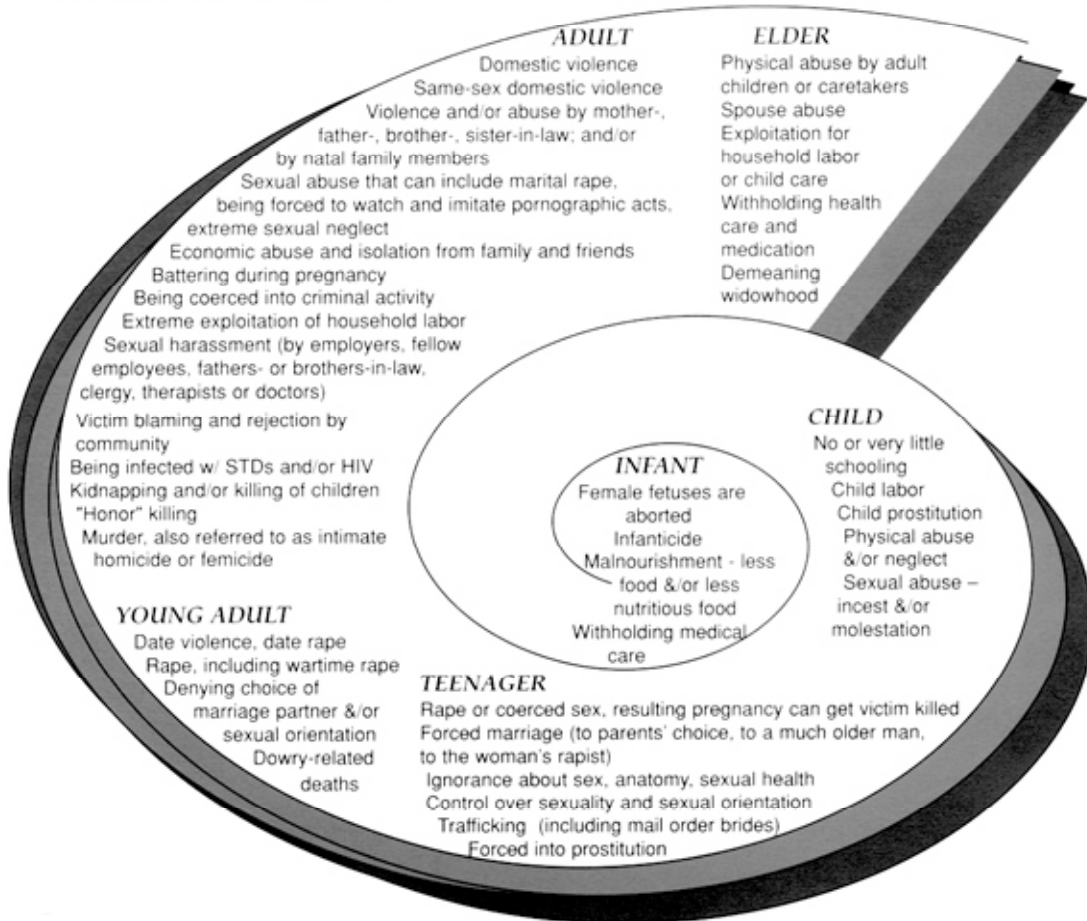 ADULT
Domestic violence
Same-sex domestic violence
Violence and/or abuse by mother-,
father-, brother-, sister-in-law; and/or
by natal family members
Sexual abuse that can include marital rape,
being forced to watch and imitate pornographic acts,
extreme sexual neglect
Economic abuse and isolation from family and friends
Battering during pregnancy
Being coerced into criminal activity
Extreme exploitation of household labor
Sexual harassment (by employers, fellow
employees, fathers- or brothers-in-law,
clergy, therapists or doctors)
Victim blaming and rejection by
community
Being infected w/ STDs and/or HIV
Kidnapping and/or killing of children
"Honor" killing
Murder, also referred to as intimate
homicide or femicide
ELDER
Physical abuse by adult
children or caretakers
Spouse abuse
Exploitation for
household labor
or child care
Withholding health
care and
medication
Demeaning
widowhood
INFANT
Female fetuses are
aborted
Infanticide
Malnourishment - less
food &/or less
nutritious food
Withholding medical
care
CHILD
No or very little
schooling
Child labor
Child prostitution
Physical abuse
&/or neglect
Sexual abuse –
incest &/or
molestation
YOUNG ADULT
Date violence, date rape
Rape, including wartime rape
Denying choice of
marriage partner &/or
sexual orientation
Dowry-related
deaths
TEENAGER
Rape or coerced sex, resulting pregnancy can get victim killed
Forced marriage (to parents' choice, to a much older man,
to the woman's rapist)
Ignorance about sex, anatomy, sexual health
Control over sexuality and sexual orientation
Trafficking (including mail order brides)
Forced into prostitution